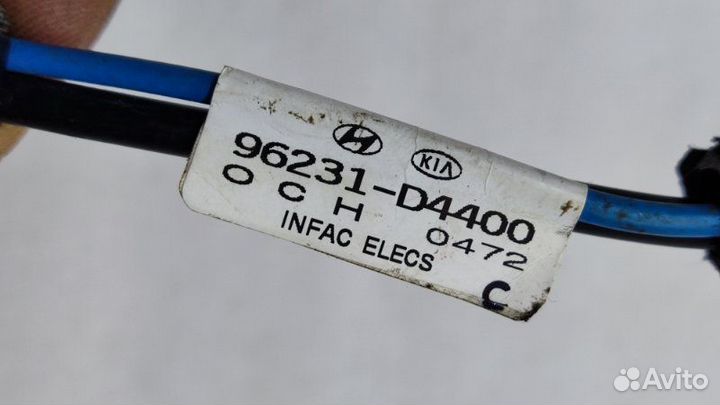 KIA
96231-D4400
O C H 0472
INFAC ELECS
C
Avito